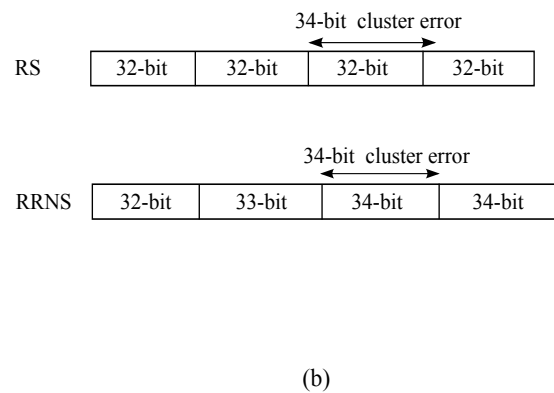 34-bit cluster error
RS 32-bit 32-bit 32-bit 32-bit
34-bit cluster error
RRNS 32-bit 33-bit 34-bit 34-bit
(b)